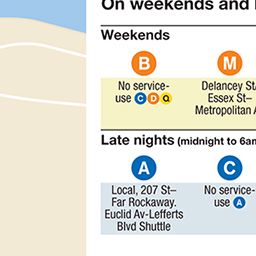 On weekends and
Weekends
B M
No service–
use C D Q
Delancey St/
Essex St–
Metropolitan
Late nights (midnight to 6am
A C
Local, 207 St–
Far Rockaway.
Euclid Av-Lefferts
Blvd Shuttle
No service–
use A